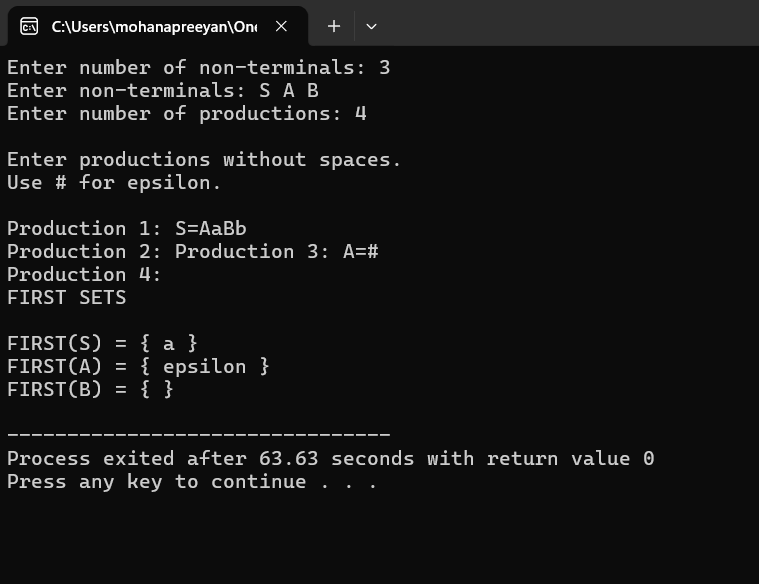 C:\Users\mohanapreeyan\One
Enter number of non-terminals: 3
Enter non-terminals: S A B
Enter number of productions: 4
Enter productions without spaces.
Use # for epsilon.
Production 1: S=AaBb
Production 2: Production 3: A=#
Production 4:
FIRST SETS
FIRST(S) = { a }
FIRST(A) = { epsilon }
FIRST(B) = { }
--------------------------------
Process exited after 63.63 seconds with return value 0
Press any key to continue . . .